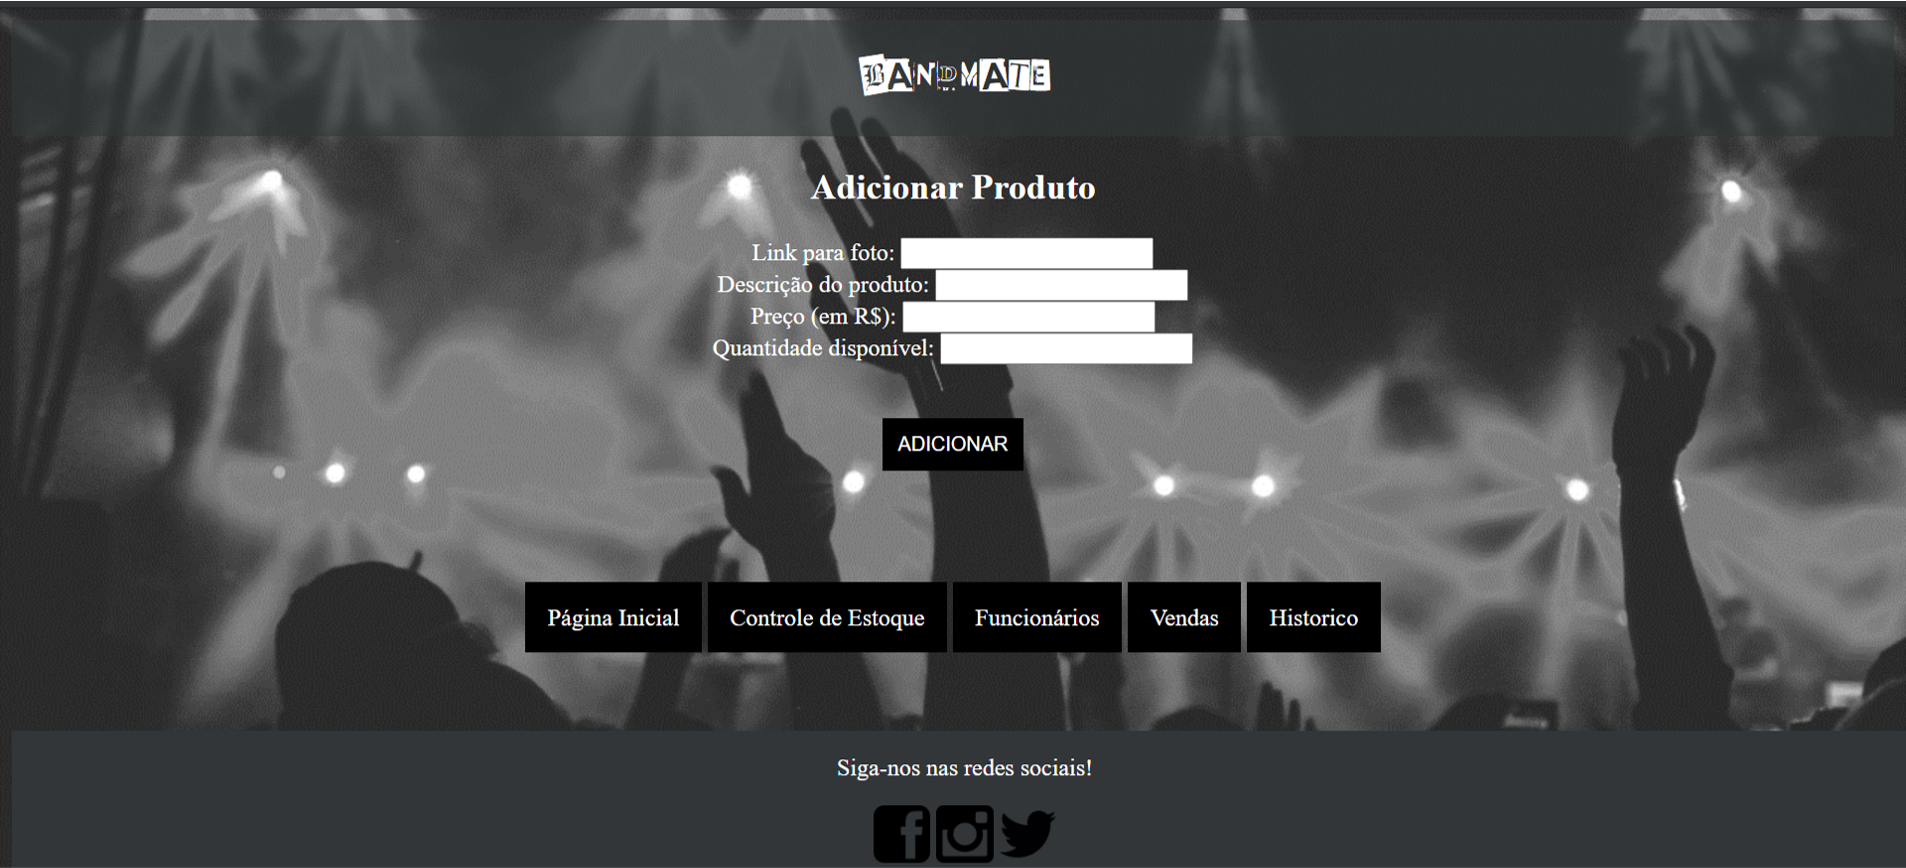 BANDMATE
Adicionar Produto
Link para foto:
Descrição do produto:
Preço (em R$):
Quantidade disponível:
ADICIONAR
Página Inicial Controle de Estoque Funcionários Vendas Historico
Siga-nos nas redes sociais!